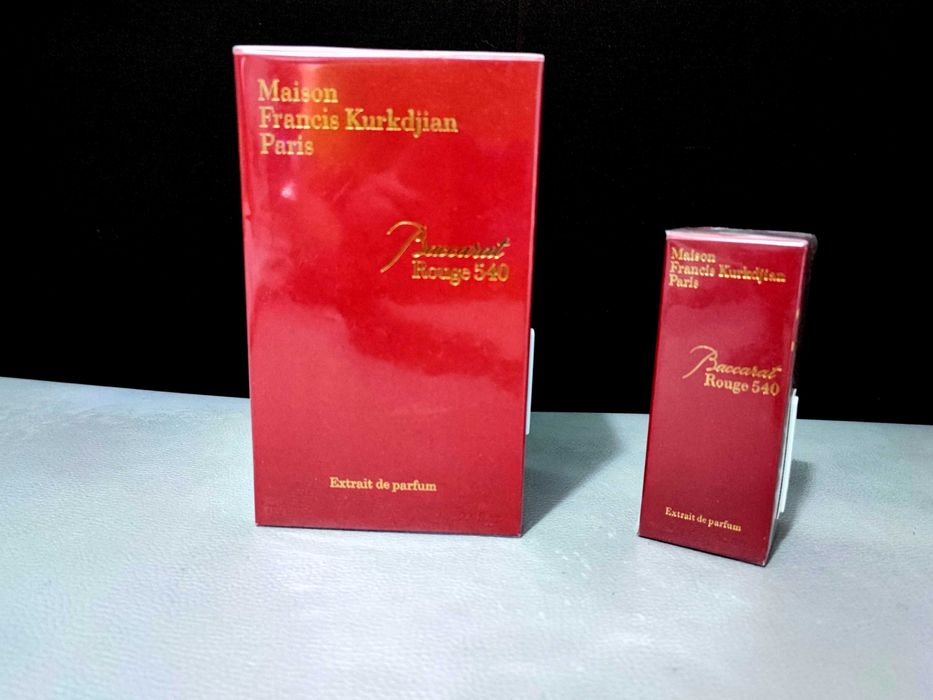 Maison
Francis Kurkdjian
Paris
Baccarat
Rouge 540
Extrait de parfum
Maison
Francis Kurkdjian
Paris
Baccarat
Rouge 540
Extrait de parfum